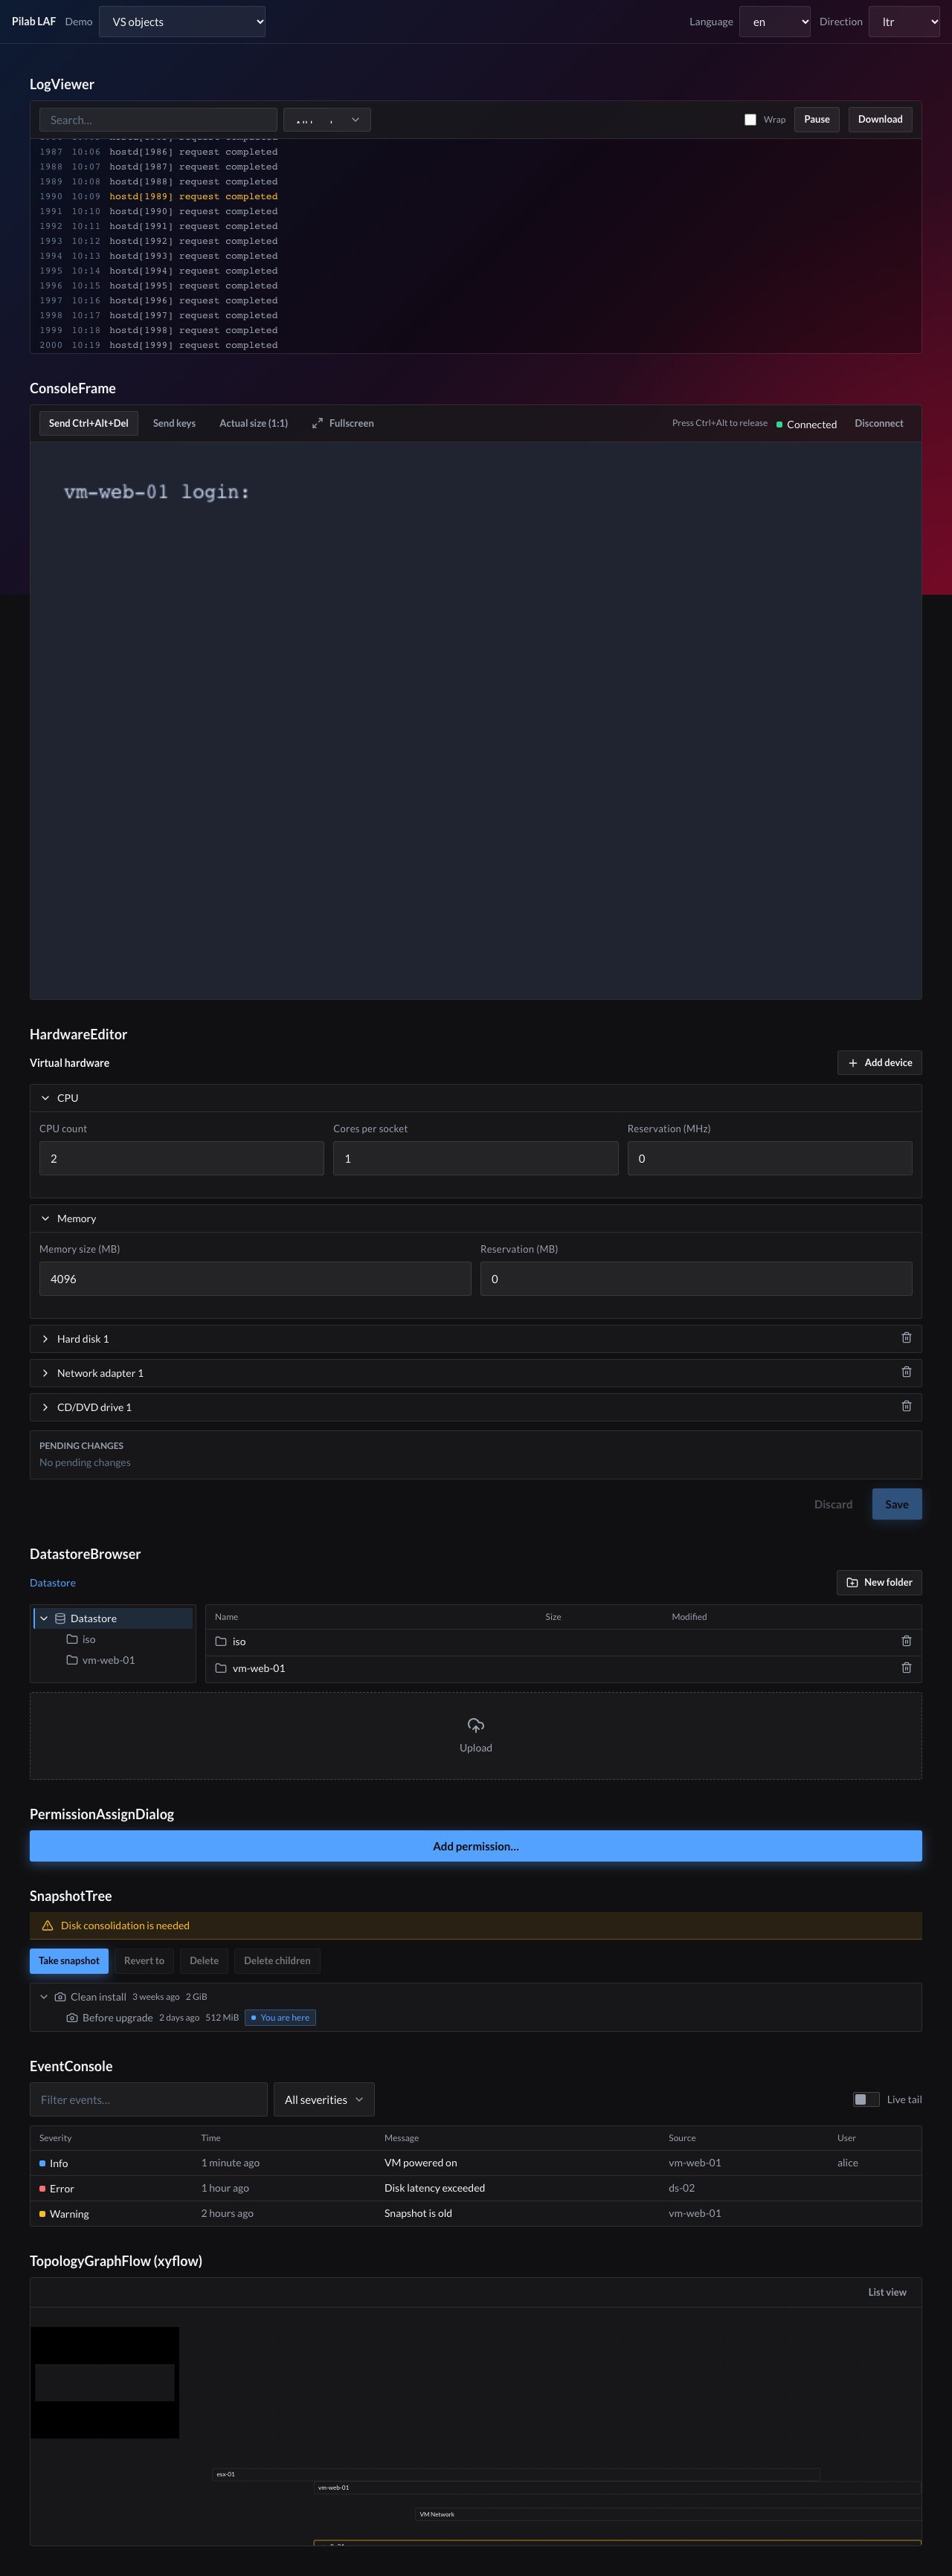 Pilab LAF Demo VS objects Language en Direction ltr
LogViewer
Search... Wrap Pause Download
1987 10:06 hostd[1986] request completed
1988 10:07 hostd[1987] request completed
1989 10:08 hostd[1988] request completed
1990 10:09 hostd[1989] request completed
1991 10:10 hostd[1990] request completed
1992 10:11 hostd[1991] request completed
1993 10:12 hostd[1992] request completed
1994 10:13 hostd[1993] request completed
1995 10:14 hostd[1994] request completed
1996 10:15 hostd[1995] request completed
1997 10:16 hostd[1996] request completed
1998 10:17 hostd[1997] request completed
1999 10:18 hostd[1998] request completed
2000 10:19 hostd[1999] request completed
ConsoleFrame
Send Ctrl+Alt+Del Send keys Actual size (1:1) Fullscreen Press Ctrl+Alt to release Connected Disconnect
vm-web-01 login:
HardwareEditor
Virtual hardware Add device
CPU
CPU count Cores per socket Reservation (MHz)
2 1 0
Memory
Memory size (MB) Reservation (MB)
4096 0
Hard disk 1
Network adapter 1
CD/DVD drive 1
PENDING CHANGES
No pending changes
Discard Save
DatastoreBrowser
Datastore New folder
Datastore Name Size Modified
iso iso
vm-web-01 vm-web-01
Upload
PermissionAssignDialog
Add permission...
SnapshotTree
Disk consolidation is needed
Take snapshot Revert to Delete Delete children
Clean install 3 weeks ago 2 GiB
Before upgrade 2 days ago 512 MiB You are here
EventConsole
Filter events... All severities Live tail
Severity Time Message Source User
Info 1 minute ago VM powered on vm-web-01 alice
Error 1 hour ago Disk latency exceeded ds-02
Warning 2 hours ago Snapshot is old vm-web-01
TopologyGraphFlow (xyflow)
List view
esx-01
vm-web-01
VM Network